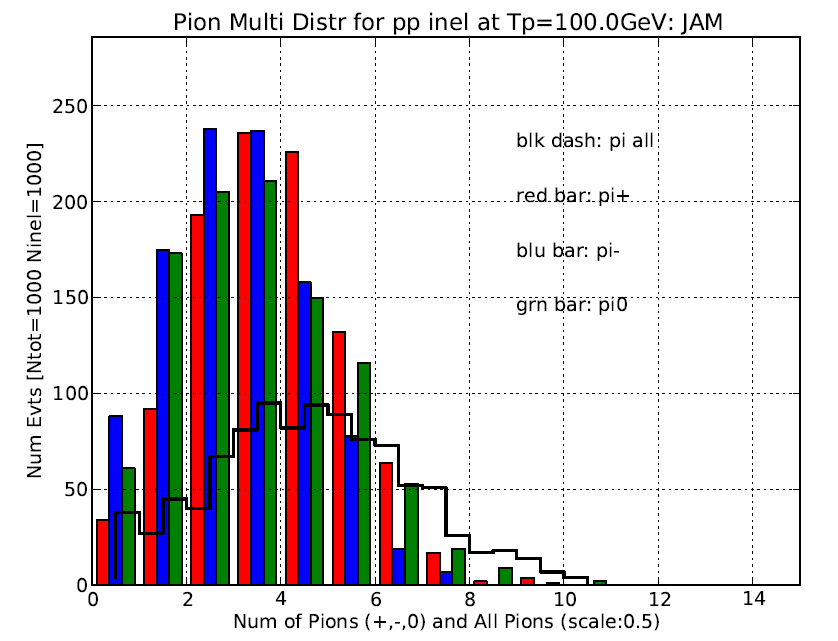 Pion Multi Distr for pp inel at Tp=100.0GeV: JAM
250
200
150
100
50
0
blk dash: pi all
red bar: pi+
blu bar: pi-
grn bar: pi0
Num Evts [Ntot=1000 Ninel=1000]
0 2 4 6 8 10 12 14
Num of Pions (+,-,0) and All Pions (scale:0.5)